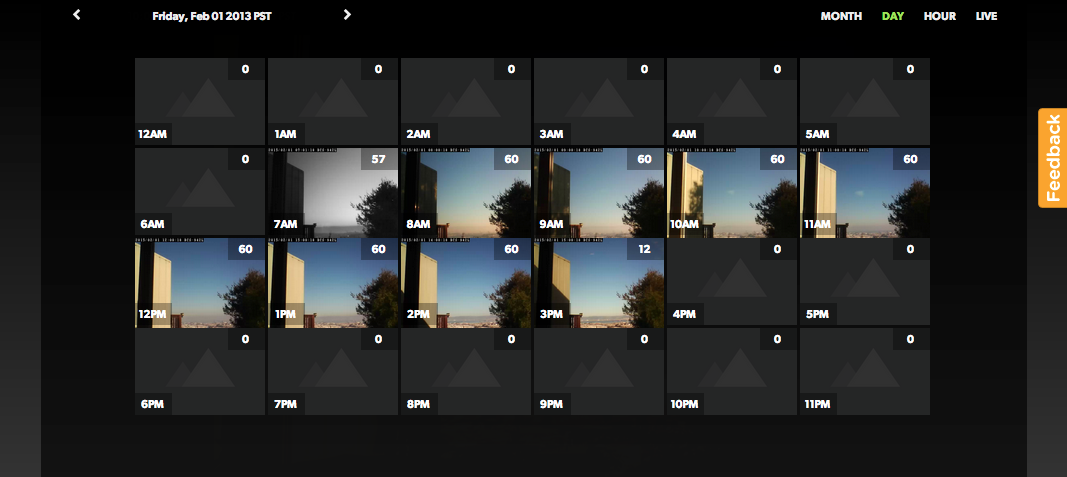 Friday, Feb 01 2013 PST
MONTH DAY HOUR LIVE
Feedback
0 0 0 0 0 0
12AM 1AM 2AM 3AM 4AM 5AM
0 57 60 60 60 60
6AM 7AM 8AM 9AM 10AM 11AM
60 60 60 12 0 0
12PM 1PM 2PM 3PM 4PM 5PM
0 0 0 0 0 0
6PM 7PM 8PM 9PM 10PM 11PM